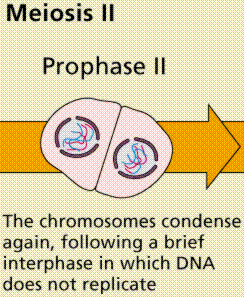 Meiosis II
Prophase II
The chromosomes condense
again, following a brief
interphase in which DNA
does not replicate